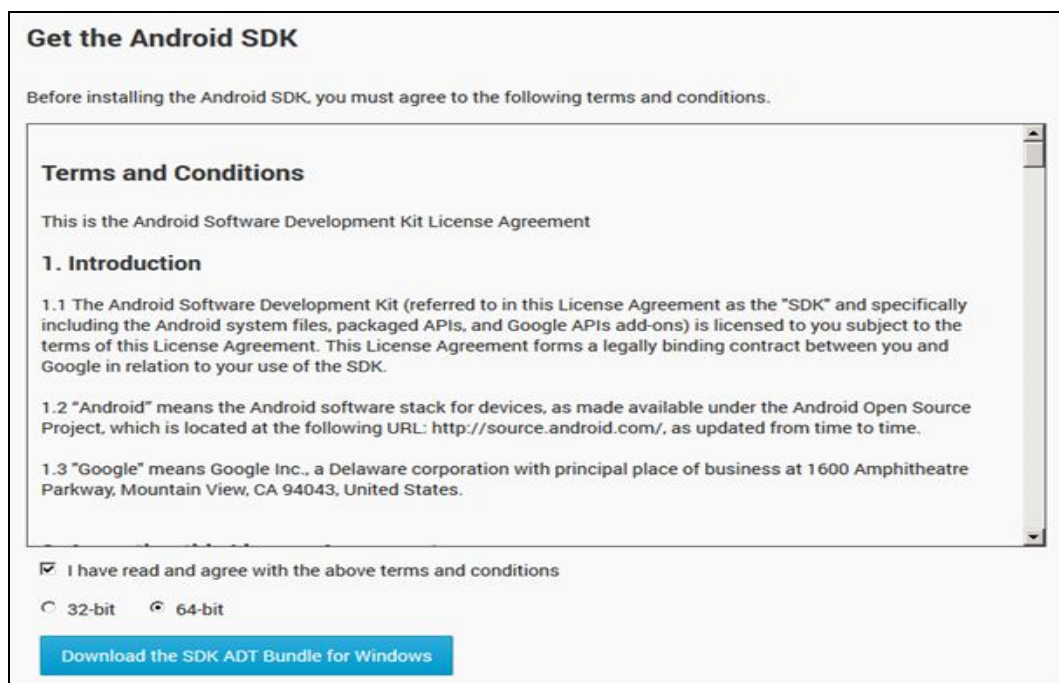 Get the Android SDK
Before installing the Android SDK, you must agree to the following terms and conditions.
Terms and Conditions
This is the Android Software Development Kit License Agreement
1. Introduction
1.1 The Android Software Development Kit (referred to in this License Agreement as the "SDK" and specifically
including the Android system files, packaged APIs, and Google APIs add-ons) is licensed to you subject to the
terms of this License Agreement. This License Agreement forms a legally binding contract between you and
Google in relation to your use of the SDK.
1.2 “Android” means the Android software stack for devices, as made available under the Android Open Source
Project, which is located at the following URL: http://source.android.com/, as updated from time to time.
1.3 "Google" means Google Inc., a Delaware corporation with principal place of business at 1600 Amphitheatre
Parkway, Mountain View, CA 94043, United States.
I have read and agree with the above terms and conditions
32-bit 64-bit
Download the SDK ADT Bundle for Windows